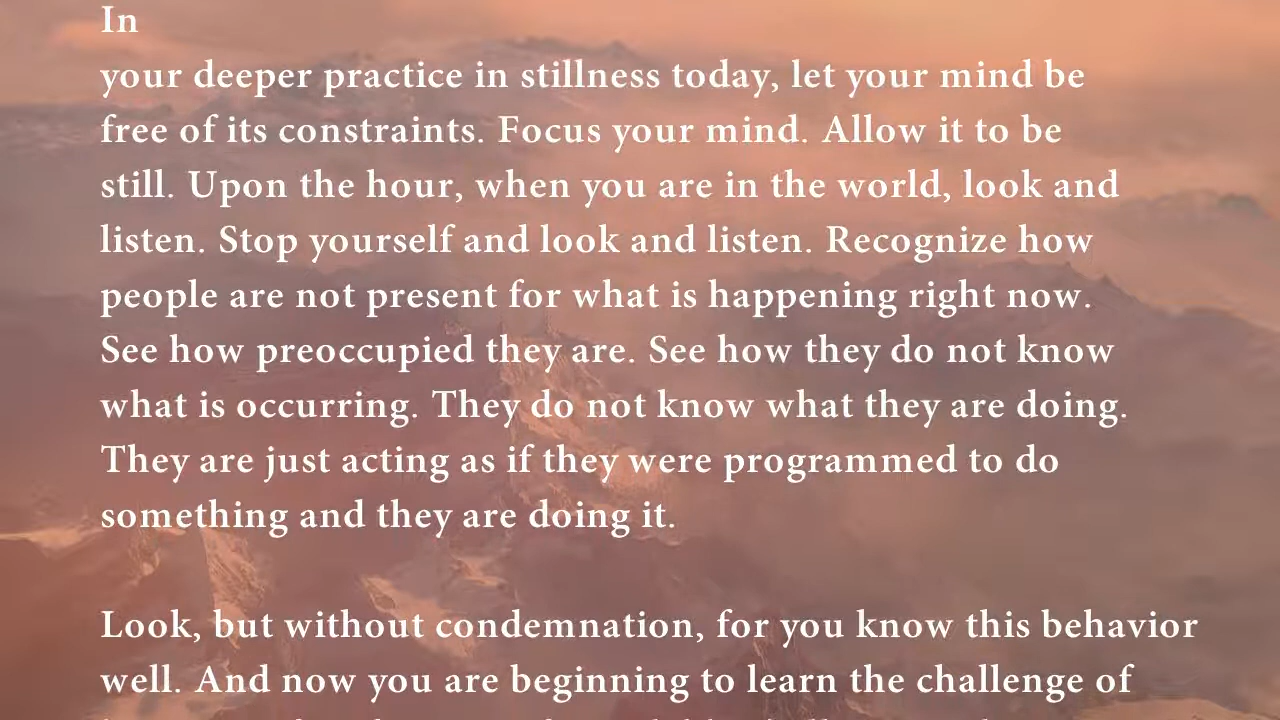 In
your deeper practice in stillness today, let your mind be
free of its constraints. Focus your mind. Allow it to be
still. Upon the hour, when you are in the world, look and
listen. Stop yourself and look and listen. Recognize how
people are not present for what is happening right now.
See how preoccupied they are. See how they do not know
what is occurring. They do not know what they are doing.
They are just acting as if they were programmed to do
something and they are doing it.
Look, but without condemnation, for you know this behavior
well. And now you are beginning to learn the challenge of